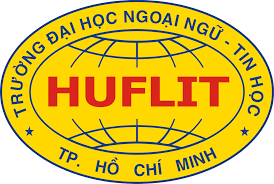 TRƯỜNG ĐẠI HỌC NGOẠI NGỮ - TIN HỌC
HUFLIT
TP. HỒ CHÍ MINH